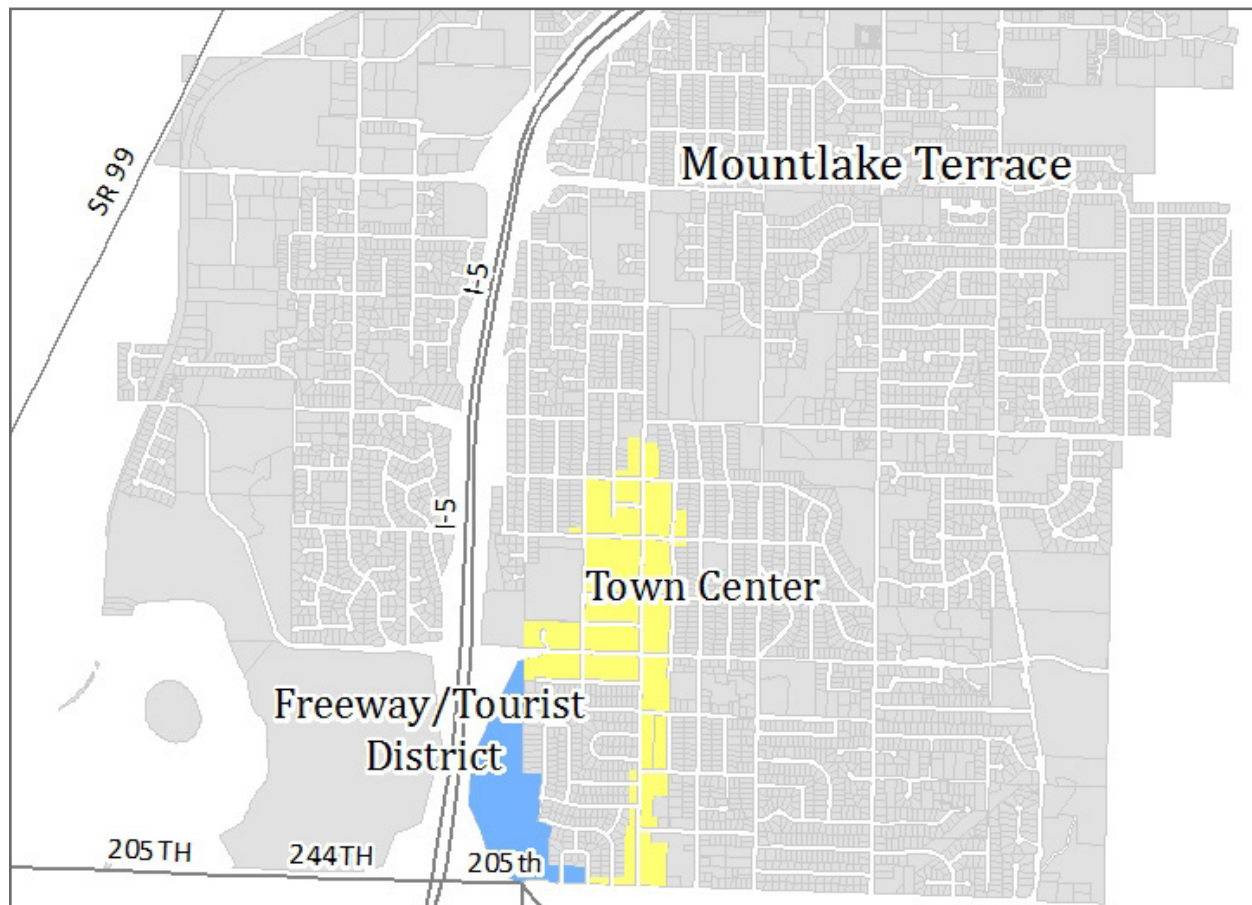 Mountlake Terrace
SR 99
I-5
I-5
Town Center
Freeway/Tourist
District
205TH
244TH
205th